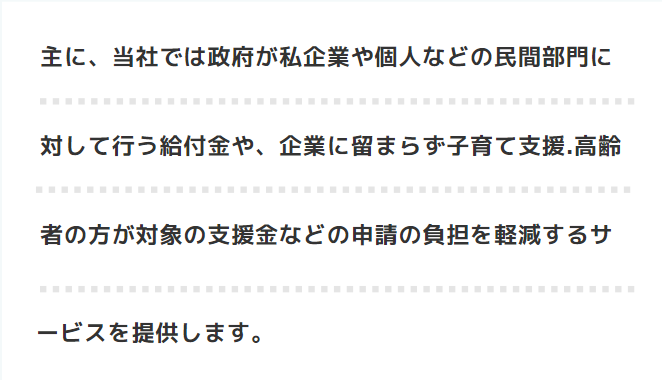 主に、当社では政府が私企業や個人などの民間部門に
対して行う給付金や、企業に留まらず子育て支援.高齢
者の方が対象の支援金などの申請の負担を軽減するサ
ービスを提供します。